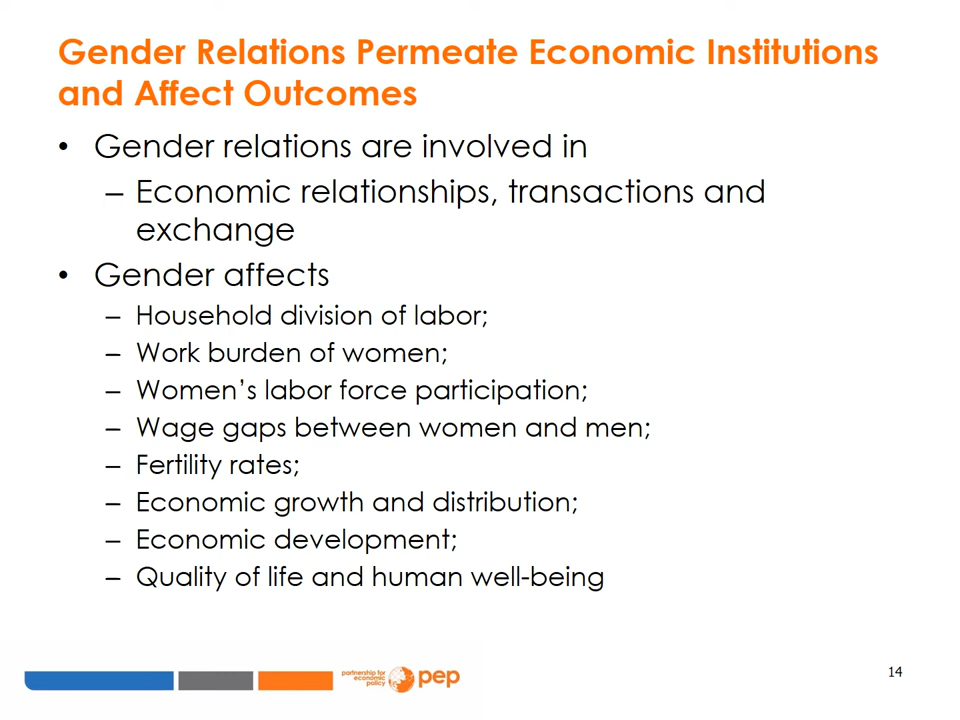 Gender Relations Permeate Economic Institutions
and Affect Outcomes
• Gender relations are involved in
– Economic relationships, transactions and
exchange
• Gender affects
– Household division of labor;
– Work burden of women;
– Women’s labor force participation;
– Wage gaps between women and men;
– Fertility rates;
– Economic growth and distribution;
– Economic development;
– Quality of life and human well-being
partnership for
economic
policy
pep
14